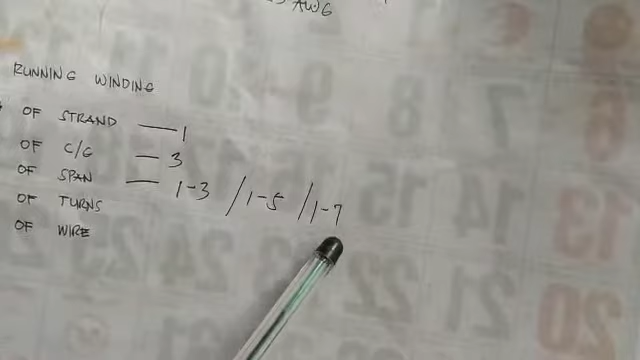 AWG
RUNNING WINDING
OF STRAND — 1
OF C/G — 3
OF SPAN — 1-3 / 1-5 / 1-7
OF TURNS
OF WIRE